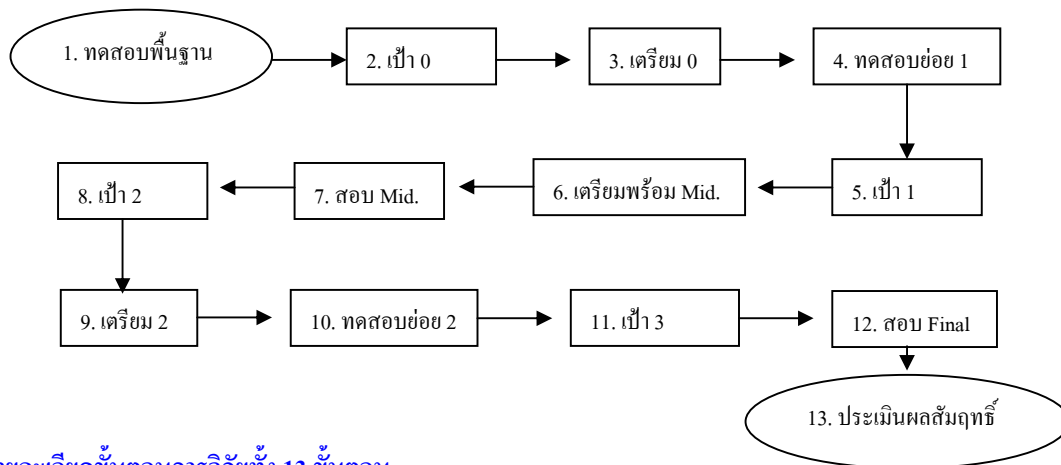 1. ทดสอบพื้นฐาน
2. เป้า 0
3. เตรียม 0
4. ทดสอบย่อย 1
5. เป้า 1
6. เตรียมพร้อม Mid.
7. สอบ Mid.
8. เป้า 2
9. เตรียม 2
10. ทดสอบย่อย 2
11. เป้า 3
12. สอบ Final
13. ประเมินผลสัมฤทธิ์